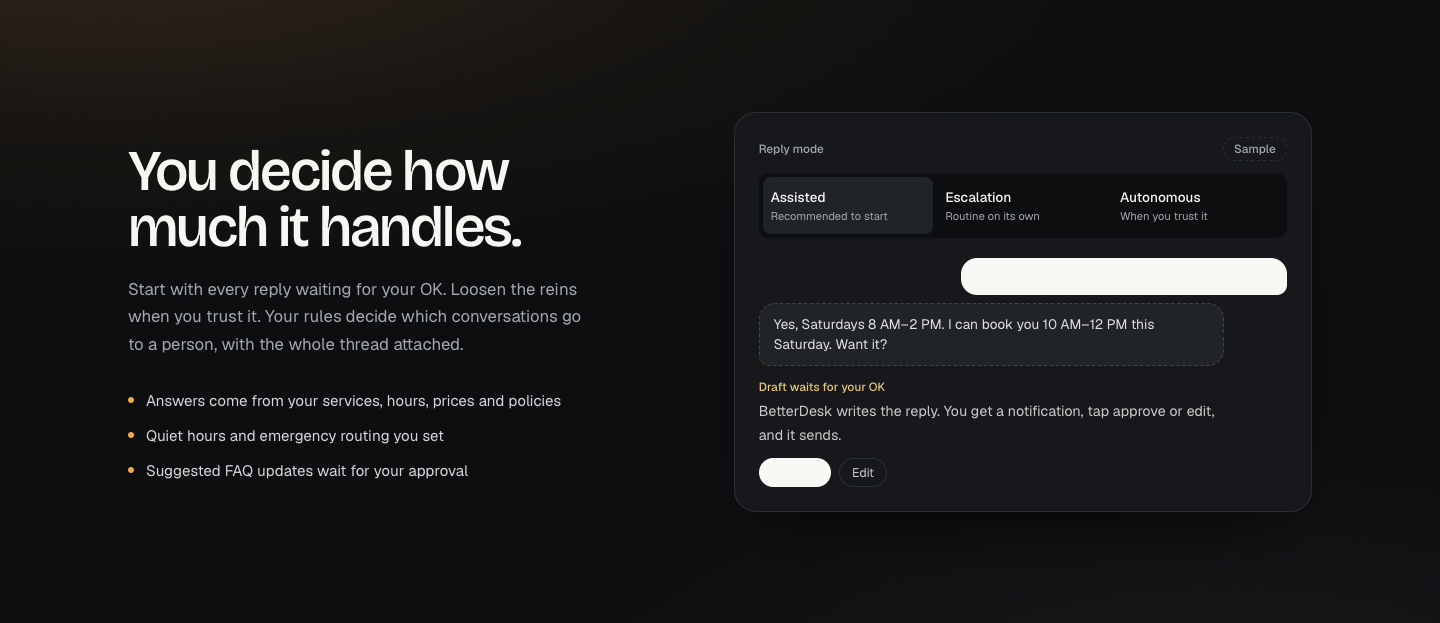 You decide how
much it handles.
Start with every reply waiting for your OK. Loosen the reins
when you trust it. Your rules decide which conversations go
to a person, with the whole thread attached.
Answers come from your services, hours, prices and policies
Quiet hours and emergency routing you set
Suggested FAQ updates wait for your approval
Reply mode
Sample
Assisted
Recommended to start
Escalation
Routine on its own
Autonomous
When you trust it
Yes, Saturdays 8 AM–2 PM. I can book you 10 AM–12 PM this
Saturday. Want it?
Draft waits for your OK
BetterDesk writes the reply. You get a notification, tap approve or edit,
and it sends.
Edit